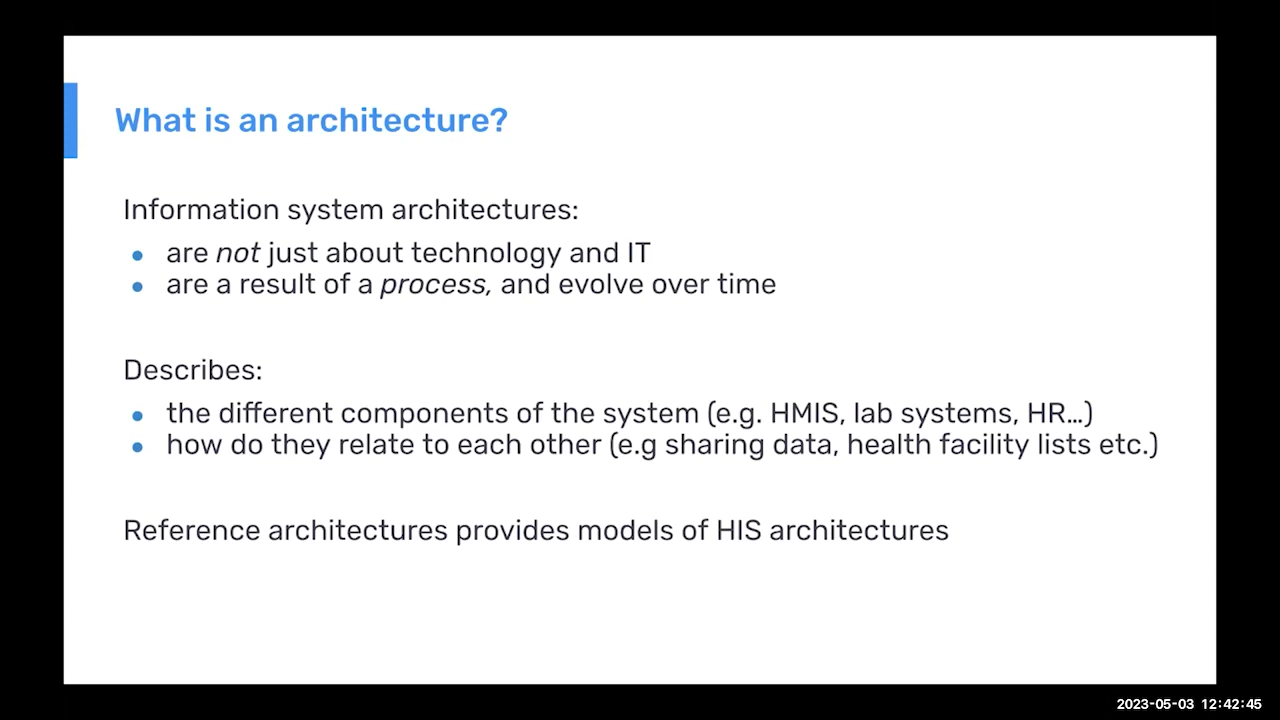 What is an architecture?
Information system architectures:
● are not just about technology and IT
● are a result of a process, and evolve over time
Describes:
● the different components of the system (e.g. HMIS, lab systems, HR…)
● how do they relate to each other (e.g sharing data, health facility lists etc.)
Reference architectures provides models of HIS architectures
2023-05-03 12:42:45